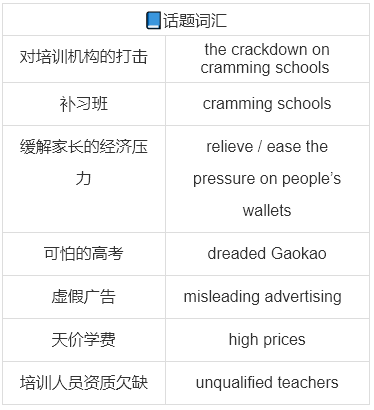 📘话题词汇
对培训机构的打击
the crackdown on
cramming schools
补习班
cramming schools
缓解家长的经济压
力
relieve / ease the
pressure on people’s
wallets
可怕的高考
dreaded Gaokao
虚假广告
misleading advertising
天价学费
high prices
培训人员资质欠缺
unqualified teachers